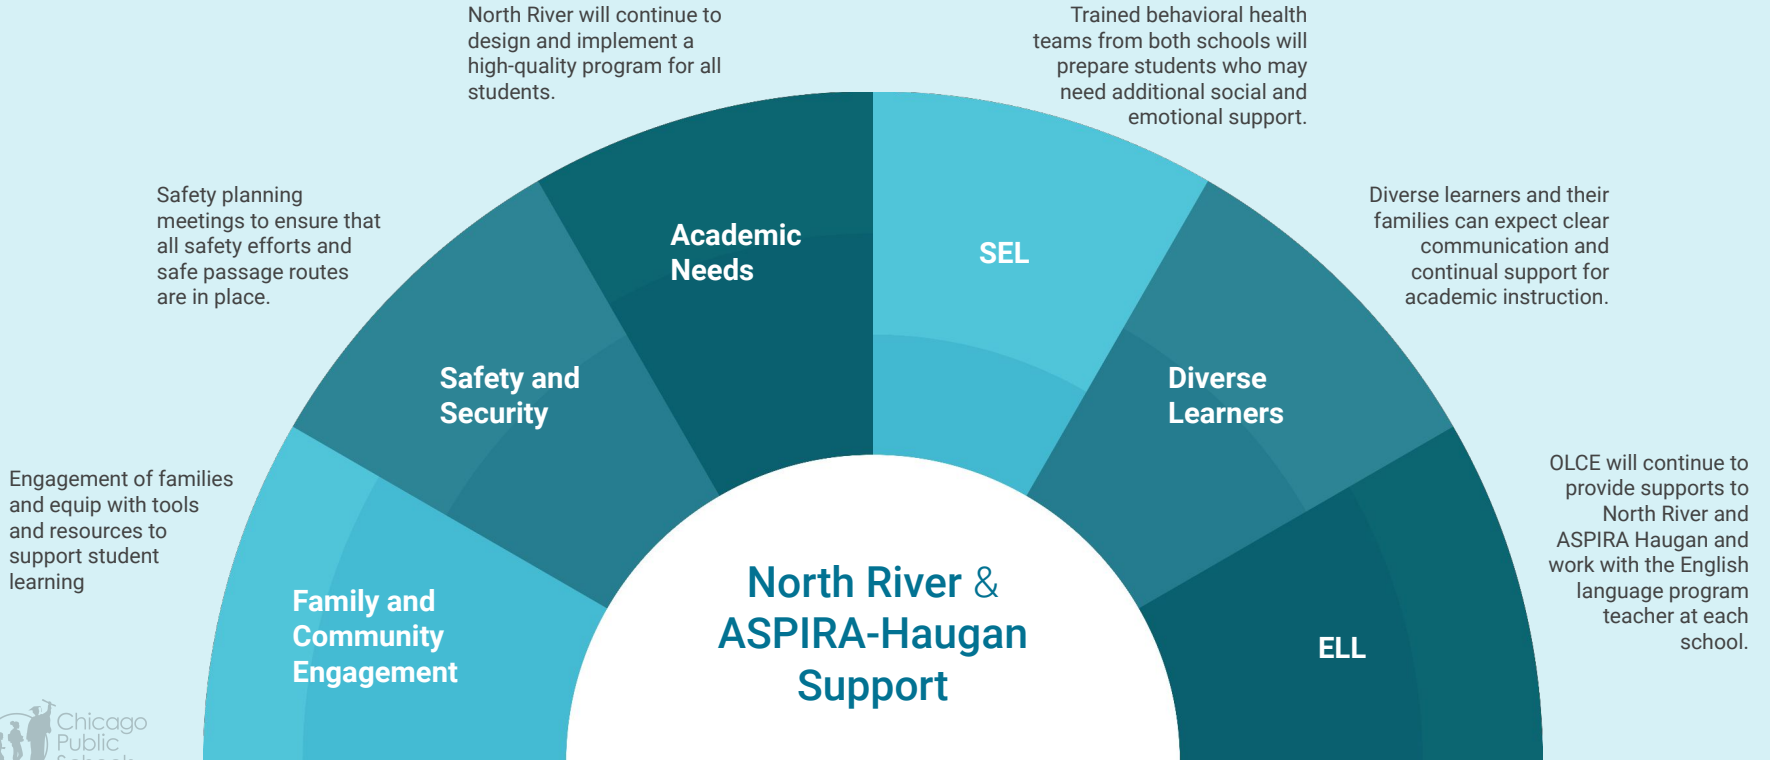 North River will continue to
design and implement a
high-quality program for all
students.
Trained behavioral health
teams from both schools will
prepare students who may
need additional social and
emotional support.
Safety planning
meetings to ensure that
all safety efforts and
safe passage routes
are in place.
Diverse learners and their
families can expect clear
communication and
continual support for
academic instruction.
Academic
Needs
SEL
Safety and
Security
Diverse
Learners
Engagement of families
and equip with tools
and resources to
support student
learning
OLCE will continue to
provide supports to
North River and
ASPIRA Haugan and
work with the English
language program
teacher at each
school.
Family and
Community
Engagement
North River &
ASPIRA-Haugan
Support
ELL
Chicago
Public